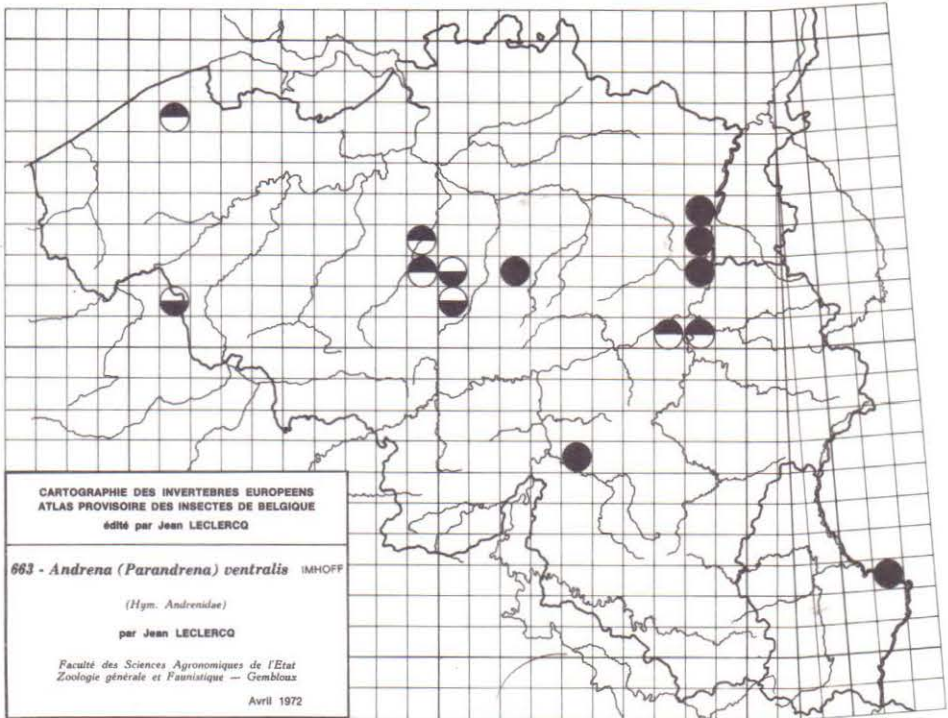 CARTOGRAPHIE DES INVERTEBRES EUROPEENS
ATLAS PROVISOIRE DES INSECTES DE BELGIQUE
édité par Jean LECLERCQ
663 - Andrena (Parandrena) ventralis IMHOFF
(Hym. Andrenidae)
par Jean LECLERCQ
Faculté des Sciences Agronomiques de l'Etat
Zoologie générale et Faunistique — Gembloux
Avril 1972